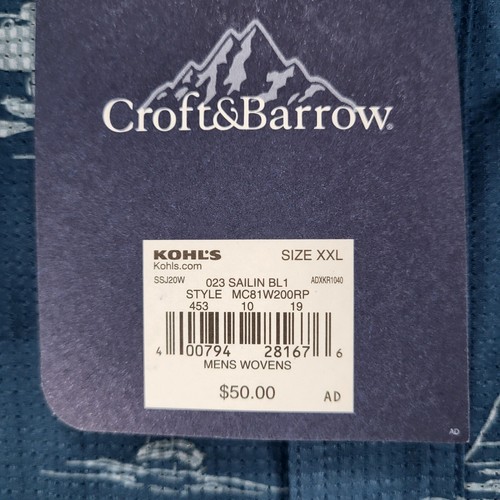 Croft&Barrow®
KOHL'S SIZE XXL
Kohls.com
SSJ20W 023 SAILIN BL1 ADXKR1040
STYLE MC81W200RP
453 10 19
4 00794 28167 6
MENS WOVENS
$50.00 AD
AD